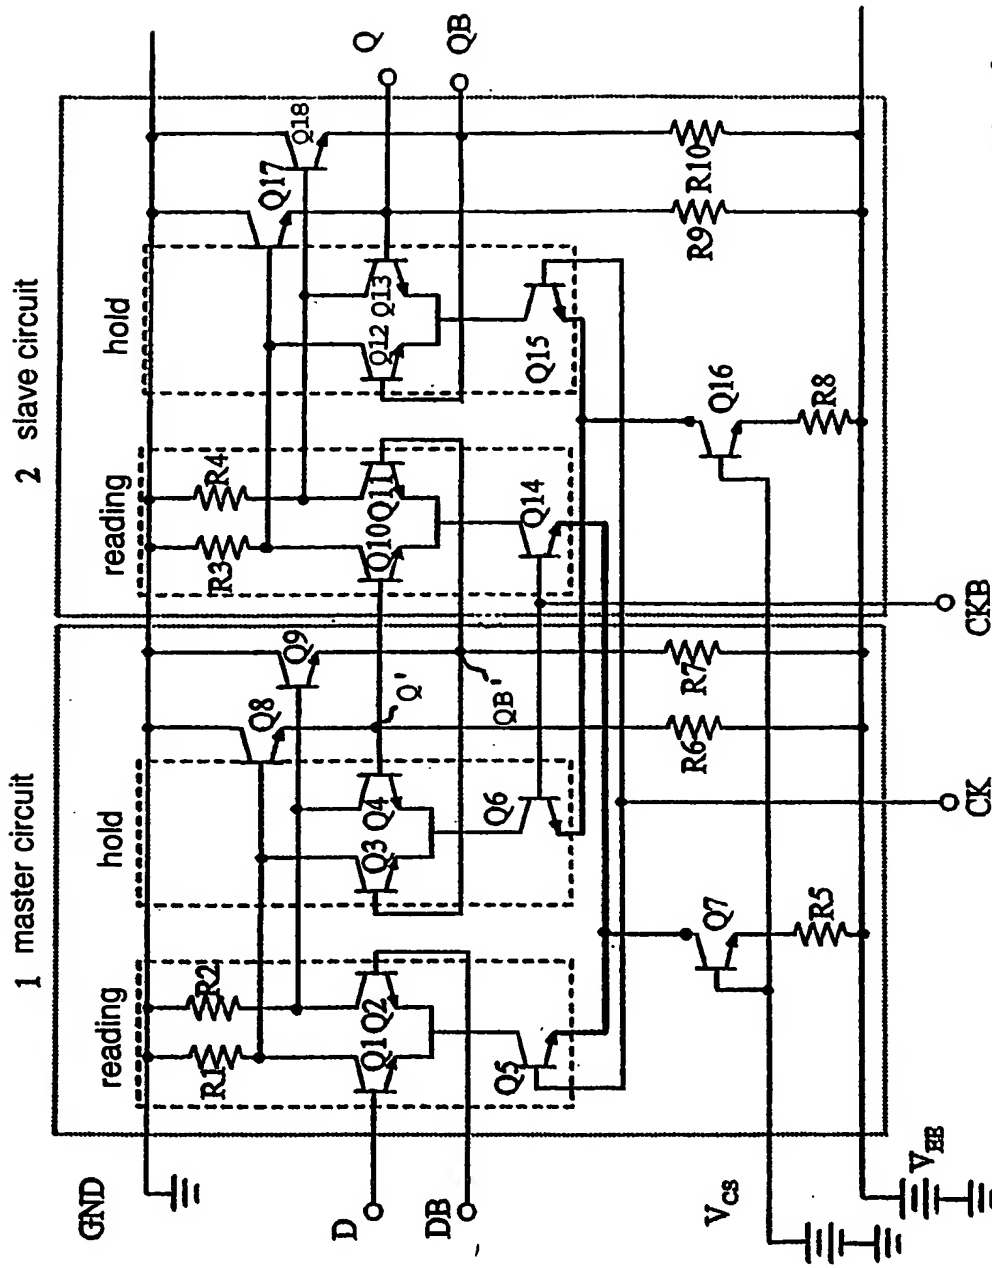 1 master circuit
2 slave circuit
reading
hold
reading
hold
GND
R1
R2
R3
R4
Q8
Q9
Q17
Q18
Q1
Q2
Q3
Q4
Q10
Q11
Q12
Q13
D
DB
Q'
QB'
Q
QB
Q5
Q6
Q14
Q15
Q7
Q16
R5
R6
R7
R8
R9
R10
VCS
VEE
CK
CKB